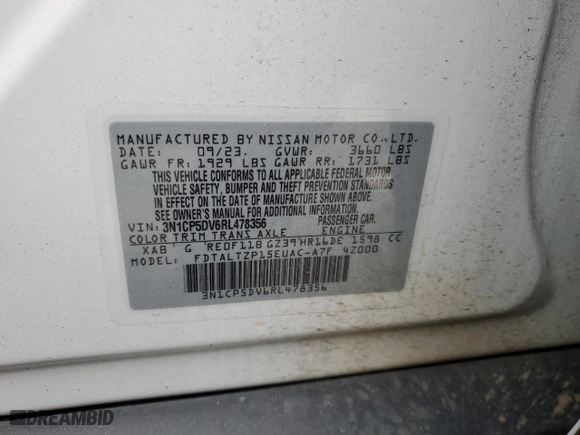 MANUFACTURED BY NISSAN MOTOR CO., LTD.
DATE: 09/23. GVWR: 3660 LBS
GAWR FR: 1929 LBS GAWR RR: 1731 LBS
THIS VEHICLE CONFORMS TO ALL APPLICABLE FEDERAL MOTOR
VEHICLE SAFETY, BUMPER AND THEFT PREVENTION STANDARDS
IN EFFECT ON THE DATE OF MANUFACTURE SHOWN ABOVE.
SEE OWNER'S MANUAL AND FOR ADDITIONAL INFORMATION.
VIN: 3N1CP5DV6RL478356 PASSENGER CAR.
COLOR TRIM TRANS AXLE ENGINE
XAB G RE0F11B GZ39 HR16DE 1598 CC
MODEL: FDTALTZP15EUAC-A7F 4Z000
3N1CP5DV6RL478356
DREAMBID